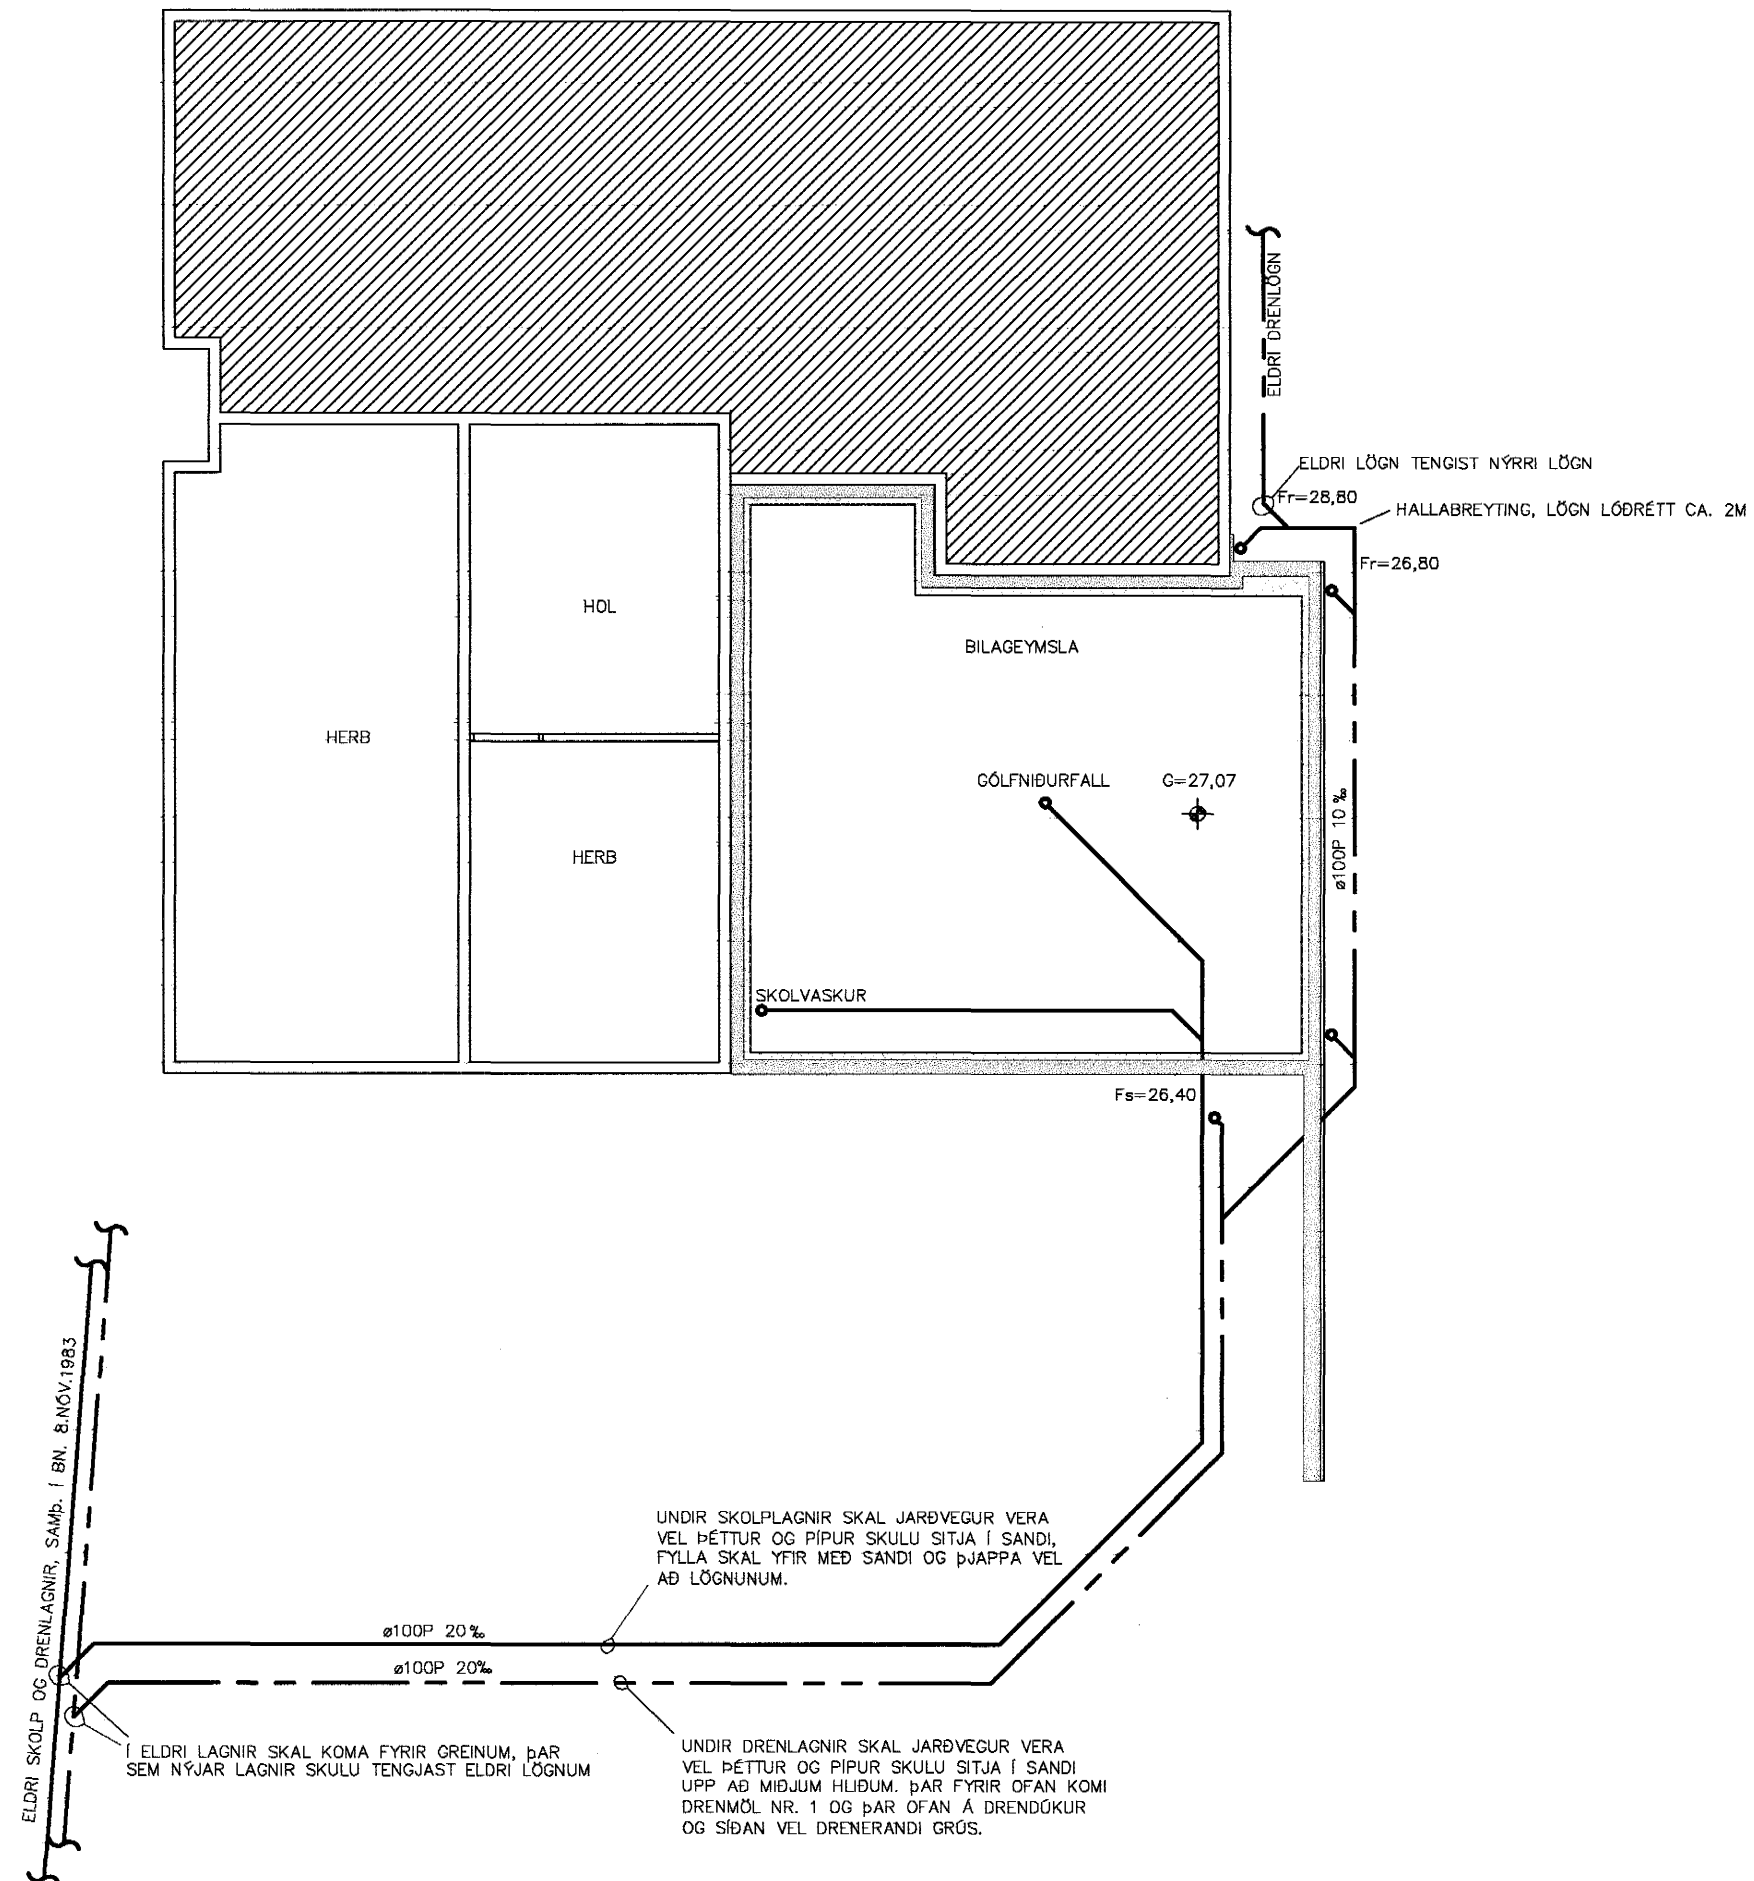 ELDRI DRENLÖGN
ELDRI LÖGN TENGIST NÝRRI LÖGN
Fr=28,80
HALLABREYTING, LÖGN LÓÐRÉTT CA. 2M
Fr=26,80
HOL
BILAGEYMSLA
HERB
GÓLFNIÐURFALL
G=27,07
ø100P 10‰
HERB
SKOLVASKUR
Fs=26,40
ELDRI SKOLP OG DRENLAGNIR, SAMÞ. Í BN. 8.NÓV.1983
UNDIR SKOLPLAGNIR SKAL JARÐVEGUR VERA
VEL ÞÉTTUR OG PÍPUR SKULU SITJA Í SANDI,
FYLLA SKAL YFIR MEÐ SANDI OG ÞJAPPA VEL
AÐ LÖGNUNUM.
ø100P 20‰
ø100P 20‰
Í ELDRI LAGNIR SKAL KOMA FYRIR GREINUM, ÞAR
SEM NÝJAR LAGNIR SKULU TENGJAST ELDRI LÖGNUM
UNDIR DRENLAGNIR SKAL JARÐVEGUR VERA
VEL ÞÉTTUR OG PÍPUR SKULU SITJA Í SANDI
UPP AÐ MIÐJUM HLIÐUM. ÞAR FYRIR OFAN KOMI
DRENMÖL NR. 1 OG ÞAR OFAN Á DRENDÚKUR
OG SÍÐAN VEL DRENERANDI GRÚS.